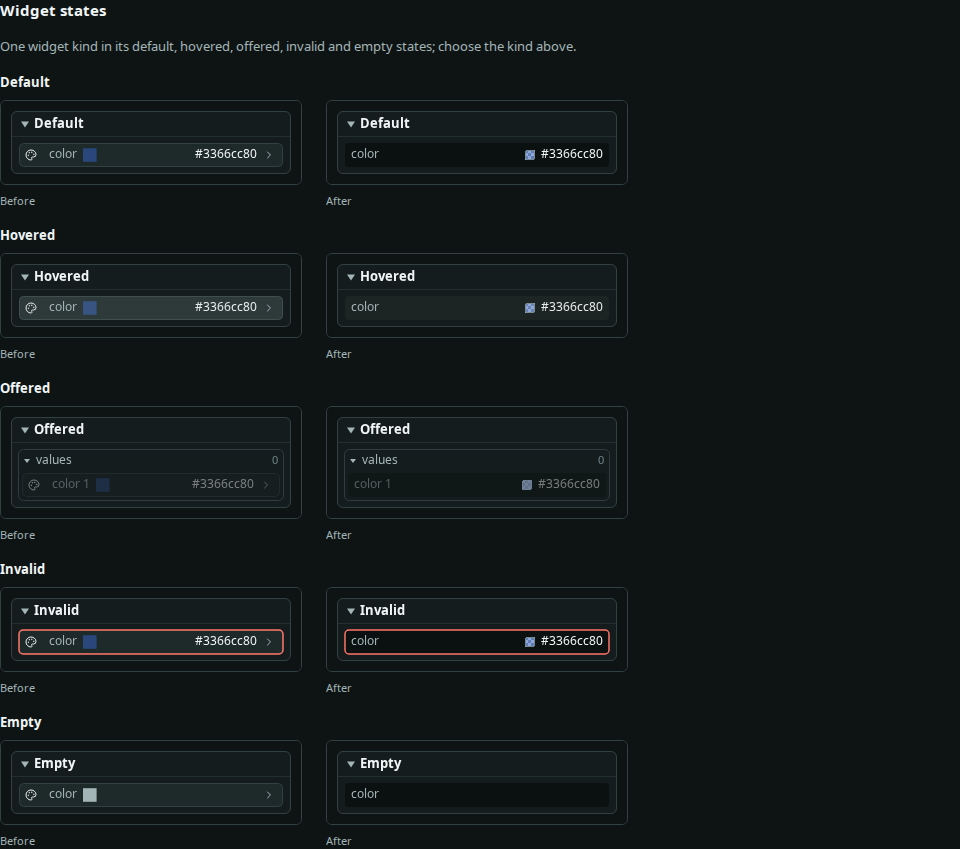 Widget states
One widget kind in its default, hovered, offered, invalid and empty states; choose the kind above.
Default
Default
color #3366cc80
Default
color #3366cc80
Before
After
Hovered
Hovered
color #3366cc80
Hovered
color #3366cc80
Before
After
Offered
Offered
values 0
color 1 #3366cc80
Offered
values 0
color 1 #3366cc80
Before
After
Invalid
Invalid
color #3366cc80
Invalid
color #3366cc80
Before
After
Empty
Empty
color
Empty
color
Before
After